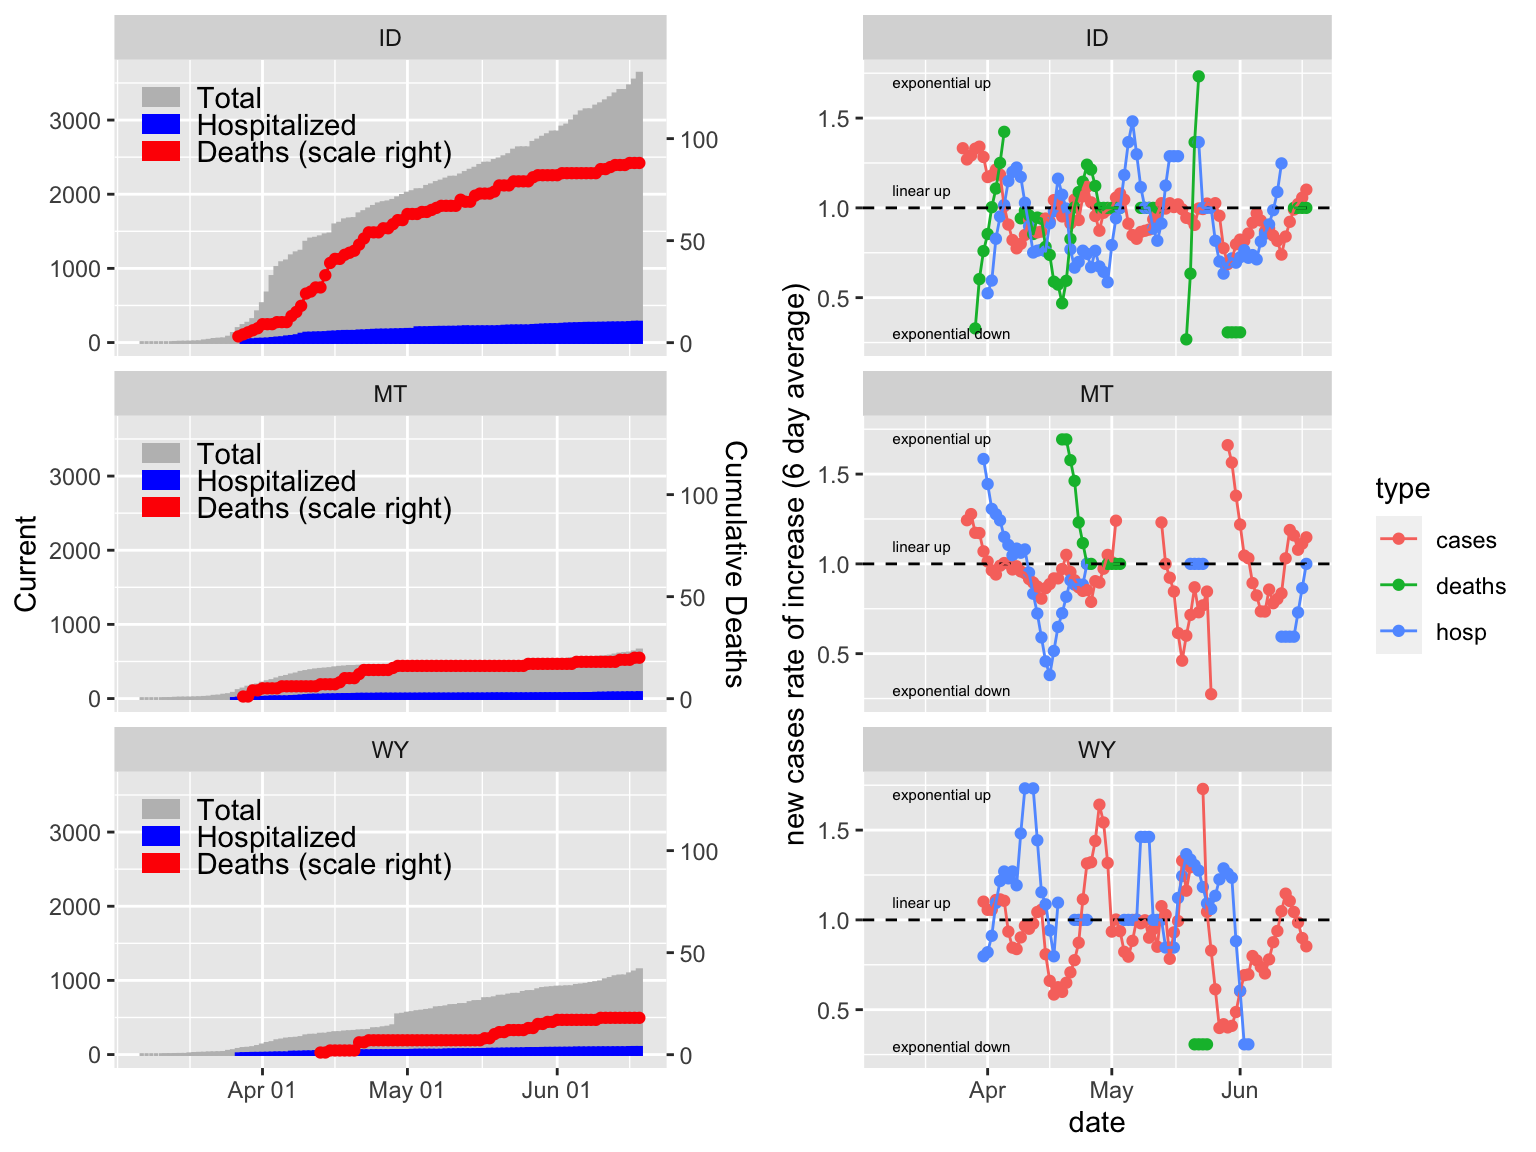 ID
Total
Hospitalized
Deaths (scale right)
3000
2000
1000
0
100
50
0
MT
Total
Hospitalized
Deaths (scale right)
3000
2000
1000
0
100
50
0
WY
Total
Hospitalized
Deaths (scale right)
3000
2000
1000
0
100
50
0
Apr 01
May 01
Jun 01
Current
Cumulative Deaths
ID
exponential up
linear up
exponential down
1.5
1.0
0.5
MT
exponential up
linear up
exponential down
1.5
1.0
0.5
WY
exponential up
linear up
exponential down
1.5
1.0
0.5
Apr
May
Jun
date
new cases rate of increase (6 day average)
type
cases
deaths
hosp